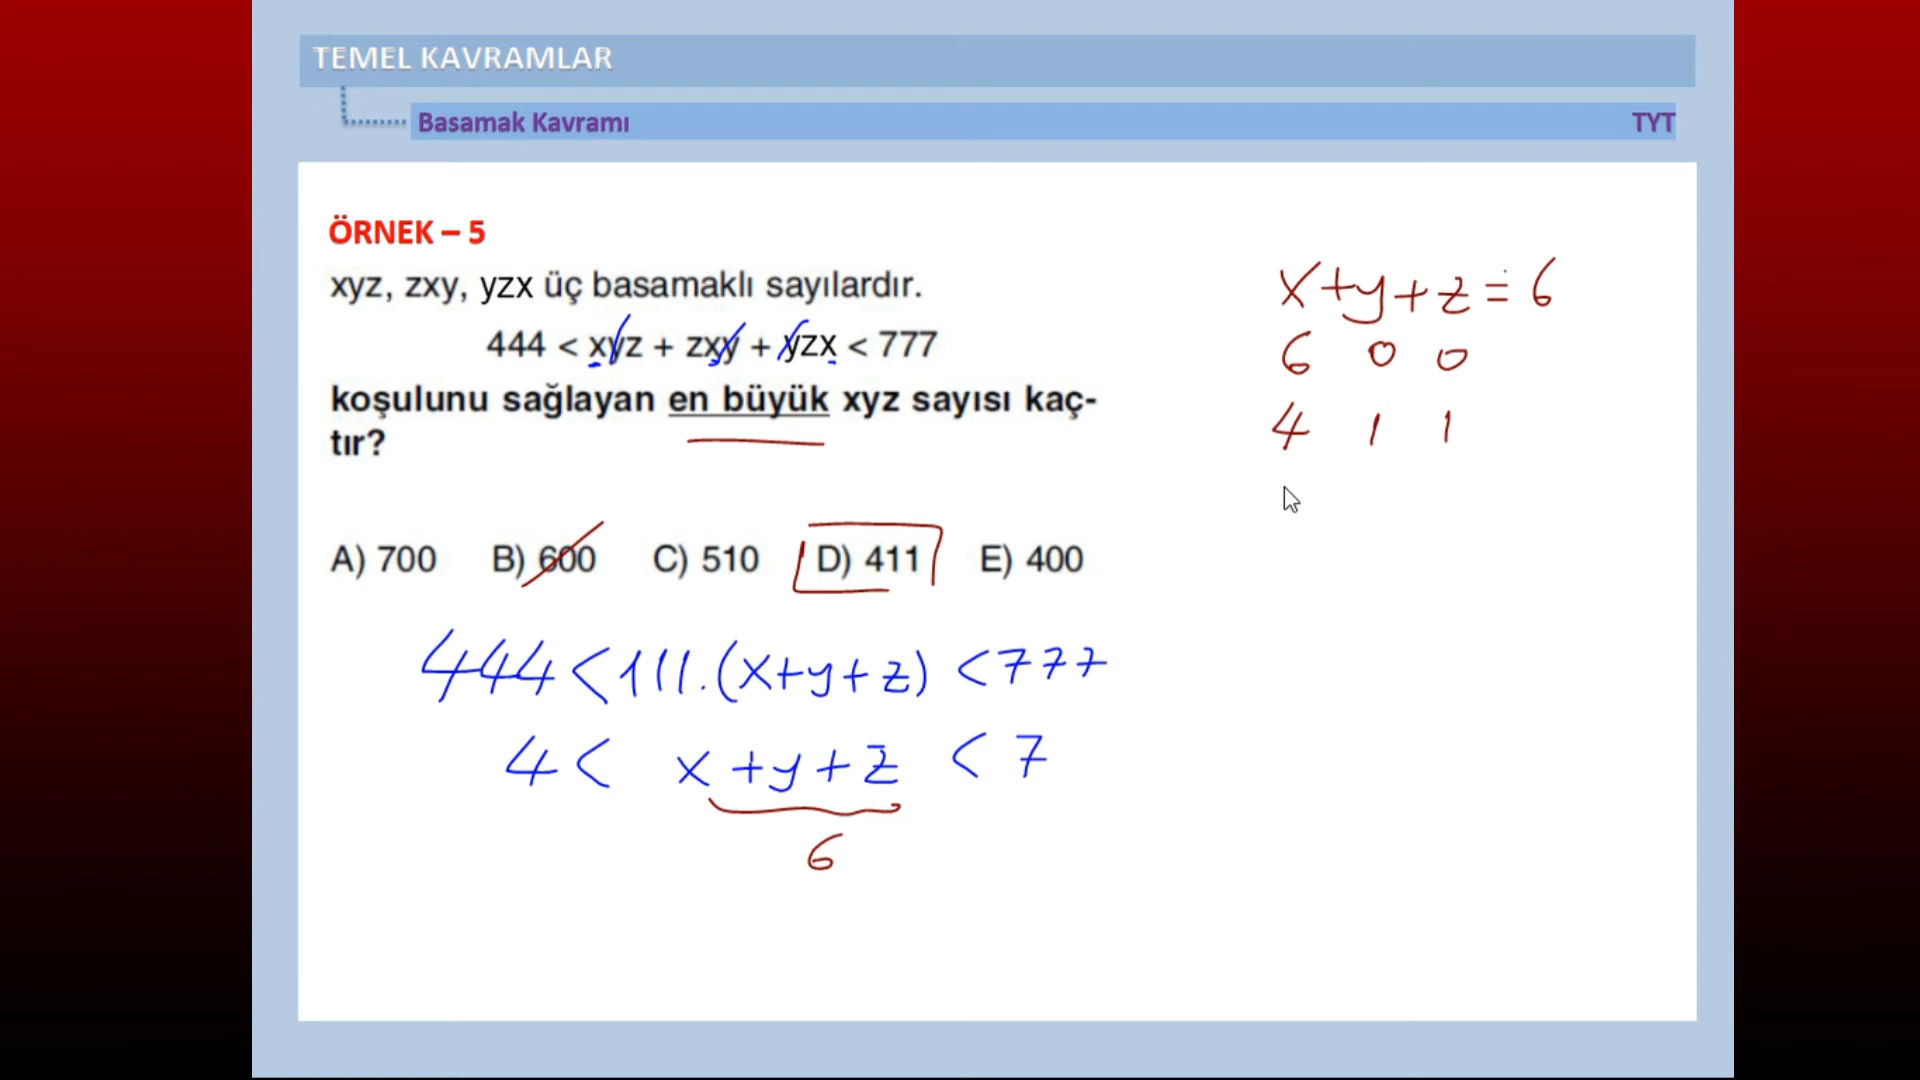 TEMEL KAVRAMLAR
Basamak Kavramı TYT
ÖRNEK – 5
xyz, zxy, yzx üç basamaklı sayılardır.
444 < xyz + zxy + yzx < 777
koşulunu sağlayan en büyük xyz sayısı kaç-
tır?
A) 700 B) 600 C) 510 D) 411 E) 400
444 < 111.(x+y+z) < 777
4 < x+y+z < 7
6
x+y+z = 6
6 0 0
4 1 1